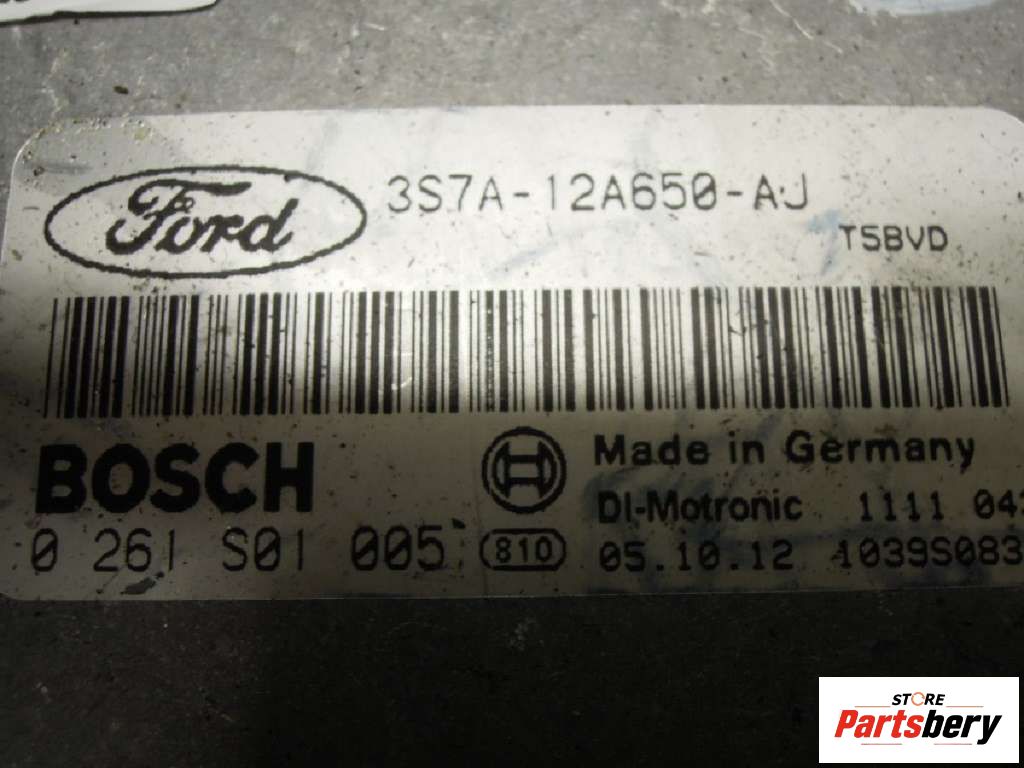 Ford 3S7A-12A650-AJ
T5BVD
BOSCH
Made in Germany
DI-Motronic 1111
0 261 S01 005 810 05.10.12 1039S083
STORE
Partsbery